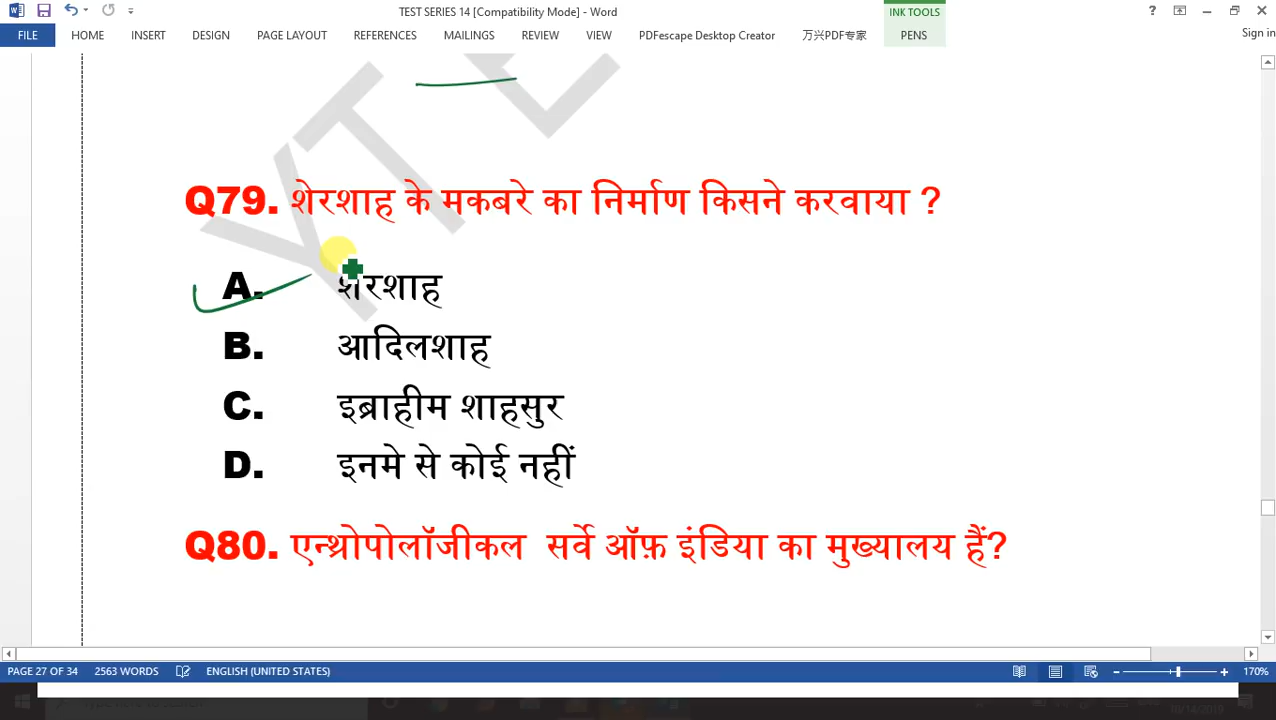 TEST SERIES 14 [Compatibility Mode] - Word
INK TOOLS
FILE HOME INSERT DESIGN PAGE LAYOUT REFERENCES MAILINGS REVIEW VIEW PDFescape Desktop Creator 万兴PDF专家 PENS Sign in
YT E
Q79. शेरशाह के मकबरे का निर्माण किसने करवाया ?
A. शेरशाह
B. आदिलशाह
C. इब्राहीम शाहसुर
D. इनमे से कोई नहीं
Q80. एन्थ्रोपोलॉजीकल सर्वे ऑफ़ इंडिया का मुख्यालय हैं?
PAGE 27 OF 34 2563 WORDS ENGLISH (UNITED STATES) 170%